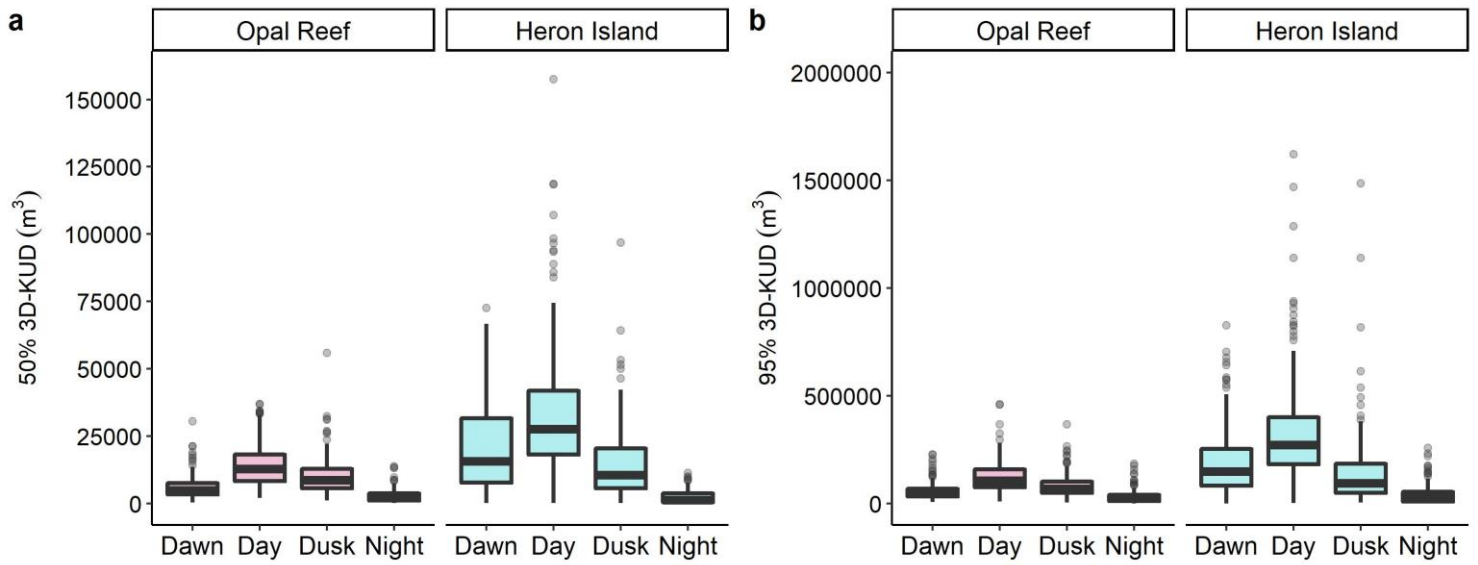 a
Opal Reef
Heron Island
50% 3D-KUD (m³)
150000
125000
100000
75000
50000
25000
0
Dawn Day Dusk Night
Dawn Day Dusk Night
b
Opal Reef
Heron Island
95% 3D-KUD (m³)
2000000
1500000
1000000
500000
0
Dawn Day Dusk Night
Dawn Day Dusk Night